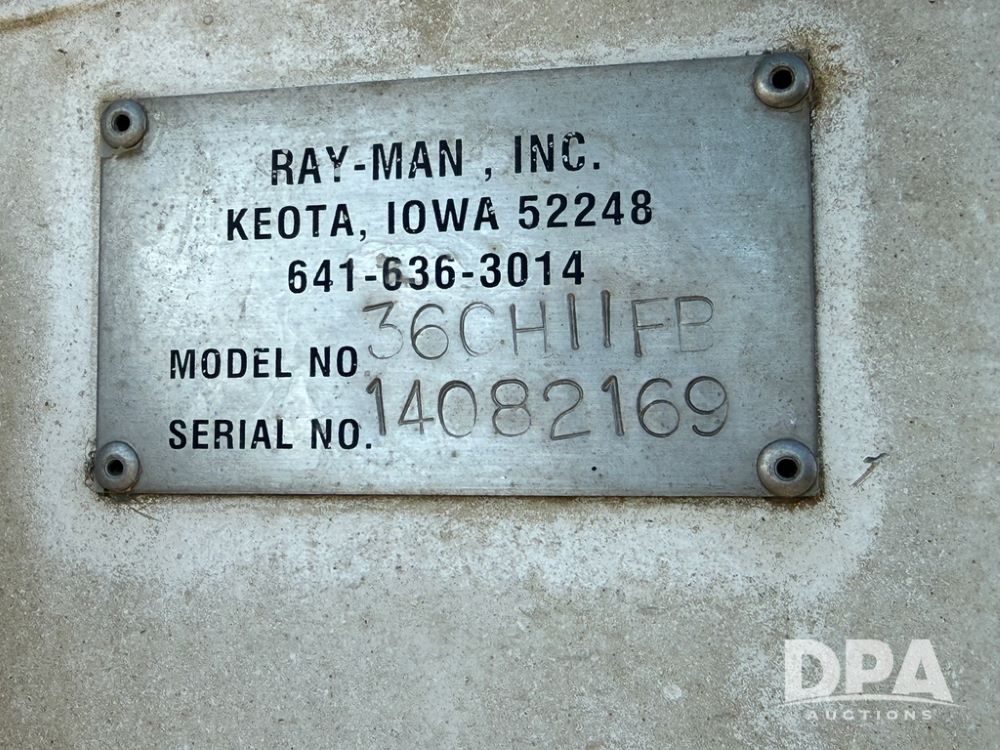 RAY-MAN , INC.
KEOTA, IOWA 52248
641-636-3014
MODEL NO. 36CH11FB
SERIAL NO. 14082169
DPA
AUCTIONS